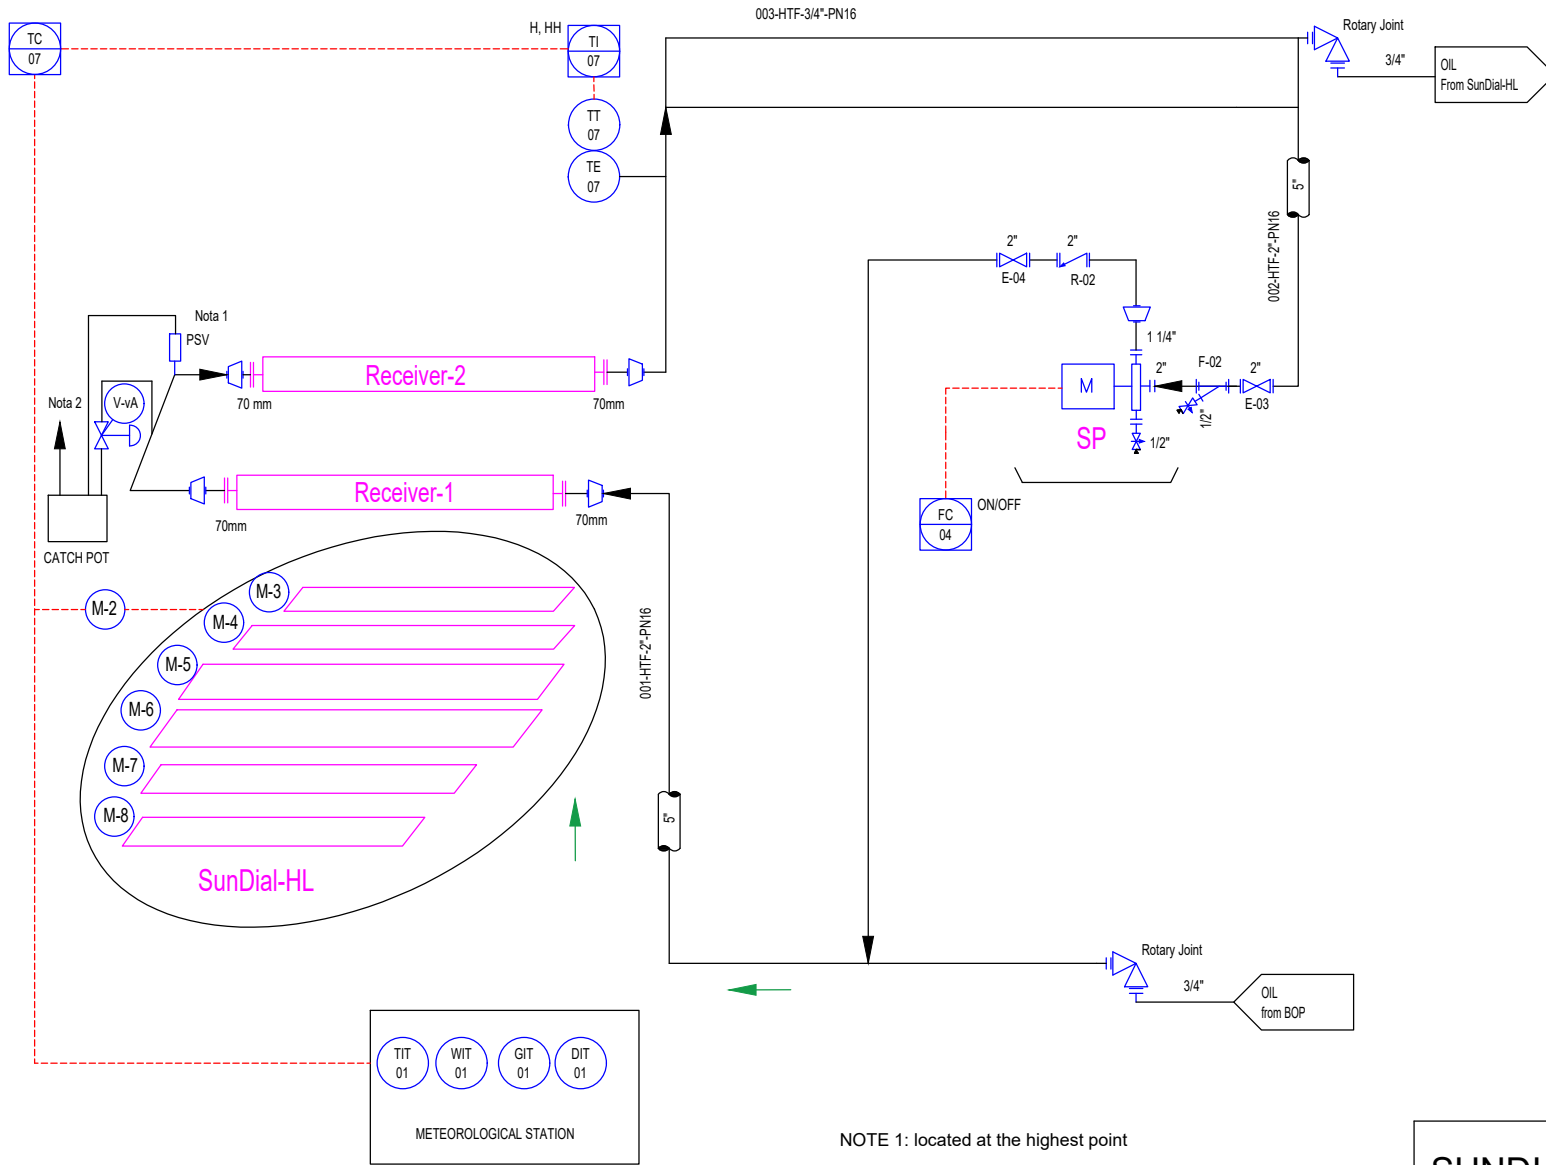 003-HTF-3/4"-PN16
TC
07
H, HH
TI
07
Rotary Joint
3/4"
OIL
From SunDial-HL
TT
07
TE
07
5"
002-HTF-2"-PN16
2"
2"
E-04
R-02
Nota 1
PSV
1 1/4"
F-02
2"
2"
E-03
1/2"
M
SP
1/2"
Receiver-2
70 mm
70mm
Nota 2
V-vA
Receiver-1
70mm
70mm
CATCH POT
FC
04
ON/OFF
M-2
M-3
M-4
M-5
M-6
M-7
M-8
SunDial-HL
001-HTF-2"-PN16
5"
Rotary Joint
3/4"
OIL
from BOP
TIT
01
WIT
01
GIT
01
DIT
01
METEOROLOGICAL STATION
NOTE 1: located at the highest point